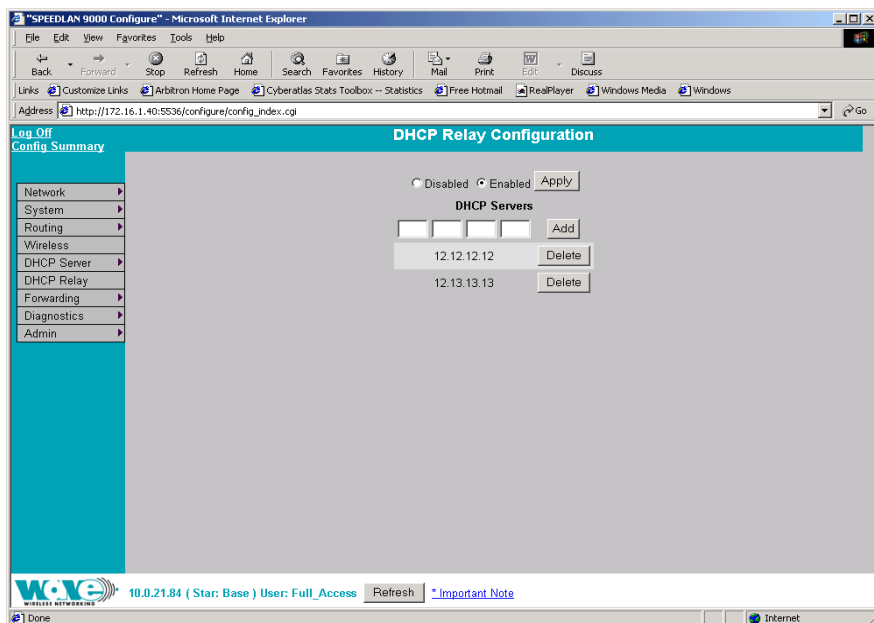 "SPEEDLAN 9000 Configure" - Microsoft Internet Explorer
File Edit View Favorites Tools Help
Back Forward Stop Refresh Home Search Favorites History Mail Print Edit Discuss
Links Customize Links Arbitron Home Page Cyberatlas Stats Toolbox -- Statistics Free Hotmail RealPlayer Windows Media Windows
Address http://172.16.1.40:5536/configure/config_index.cgi Go
Log Off
Config Summary
DHCP Relay Configuration
Disabled Enabled Apply
DHCP Servers
Add
12.12.12.12 Delete
12.13.13.13 Delete
Network
System
Routing
Wireless
DHCP Server
DHCP Relay
Forwarding
Diagnostics
Admin
WAVE
WIRELESS NETWORKING
10.0.21.84 ( Star: Base ) User: Full_Access Refresh * Important Note
Done Internet